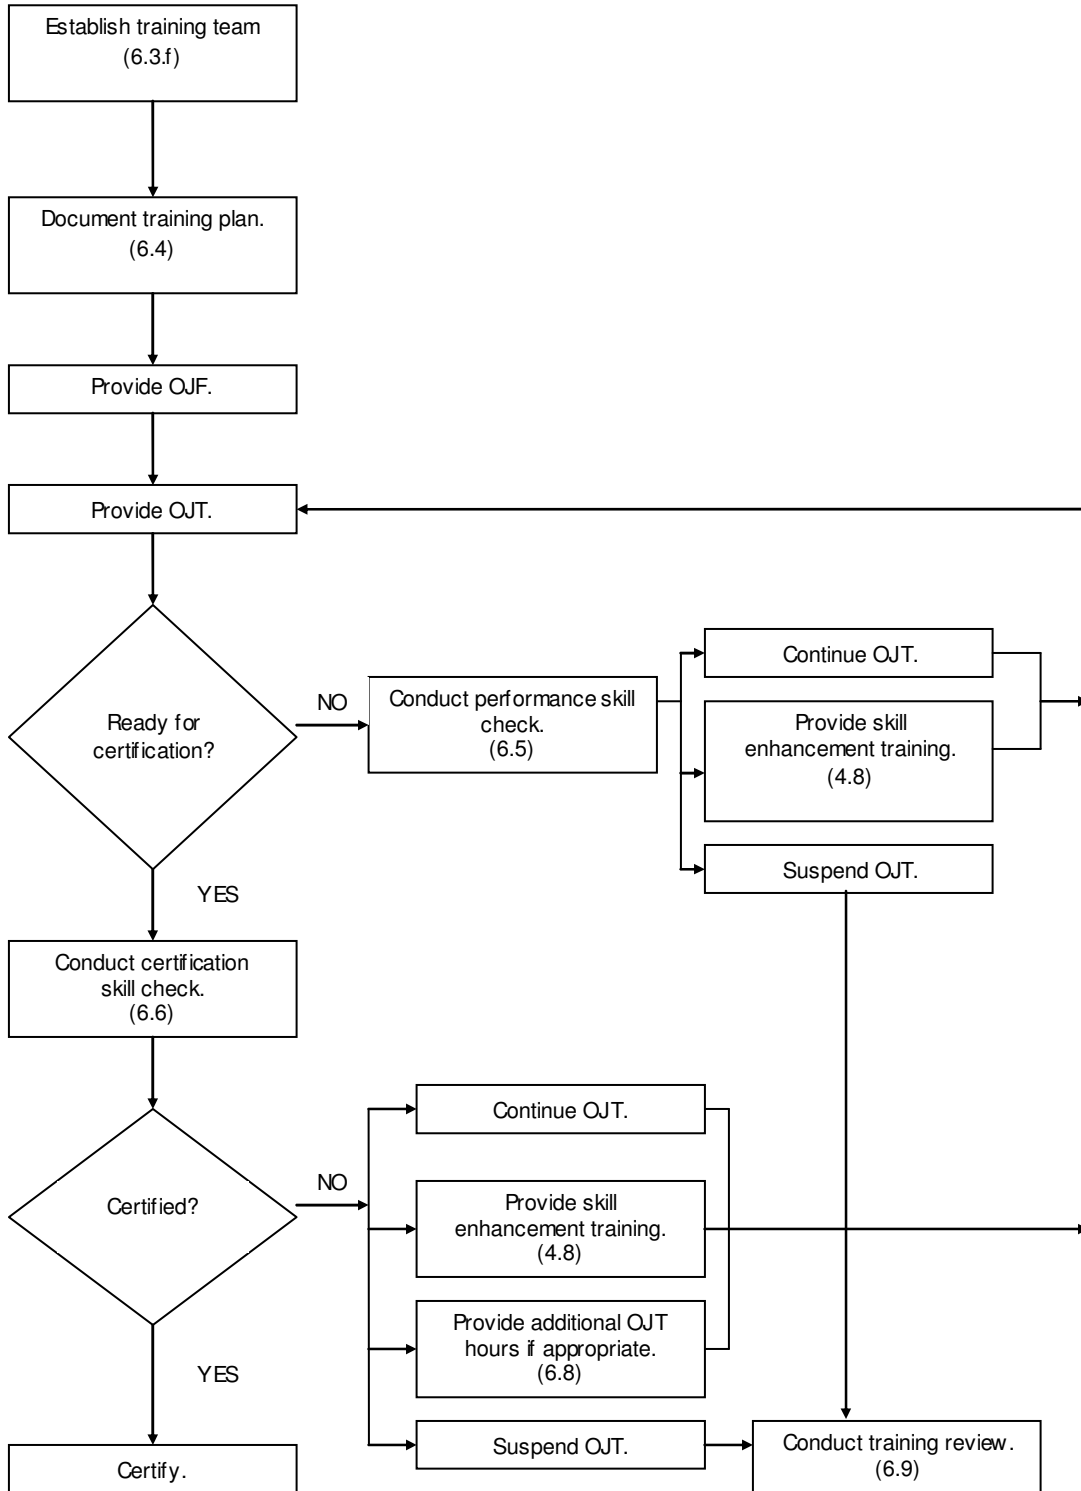 Establish training team
(6.3.f)
Document training plan.
(6.4)
Provide OJF.
Provide OJT.
Ready for
certification?
NO
Conduct performance skill
check.
(6.5)
Continue OJT.
Provide skill
enhancement training.
(4.8)
Suspend OJT.
YES
Conduct certification
skill check.
(6.6)
Certified?
NO
Continue OJT.
Provide skill
enhancement training.
(4.8)
Provide additional OJT
hours if appropriate.
(6.8)
Suspend OJT.
YES
Certify.
Conduct training review.
(6.9)